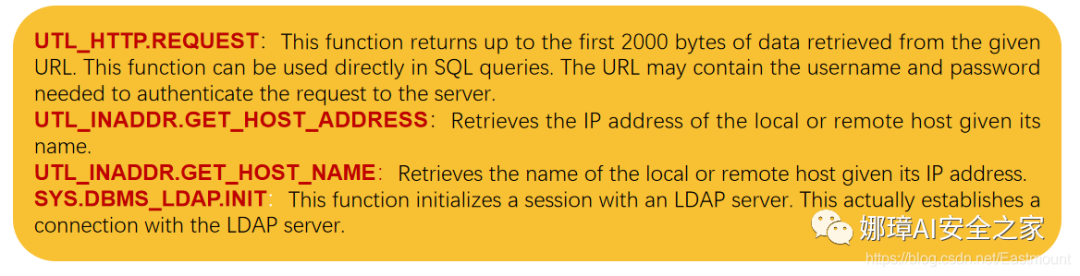 UTL_HTTP.REQUEST：This function returns up to the first 2000 bytes of data retrieved from the given
URL. This function can be used directly in SQL queries. The URL may contain the username and password
needed to authenticate the request to the server.
UTL_INADDR.GET_HOST_ADDRESS：Retrieves the IP address of the local or remote host given its
name.
UTL_INADDR.GET_HOST_NAME：Retrieves the name of the local or remote host given its IP address.
SYS.DBMS_LDAP.INIT：This function initializes a session with an LDAP server. This actually establishes a
connection with the LDAP server.
娜璋AI安全之家
https://blog.csdn.net/Eastmount